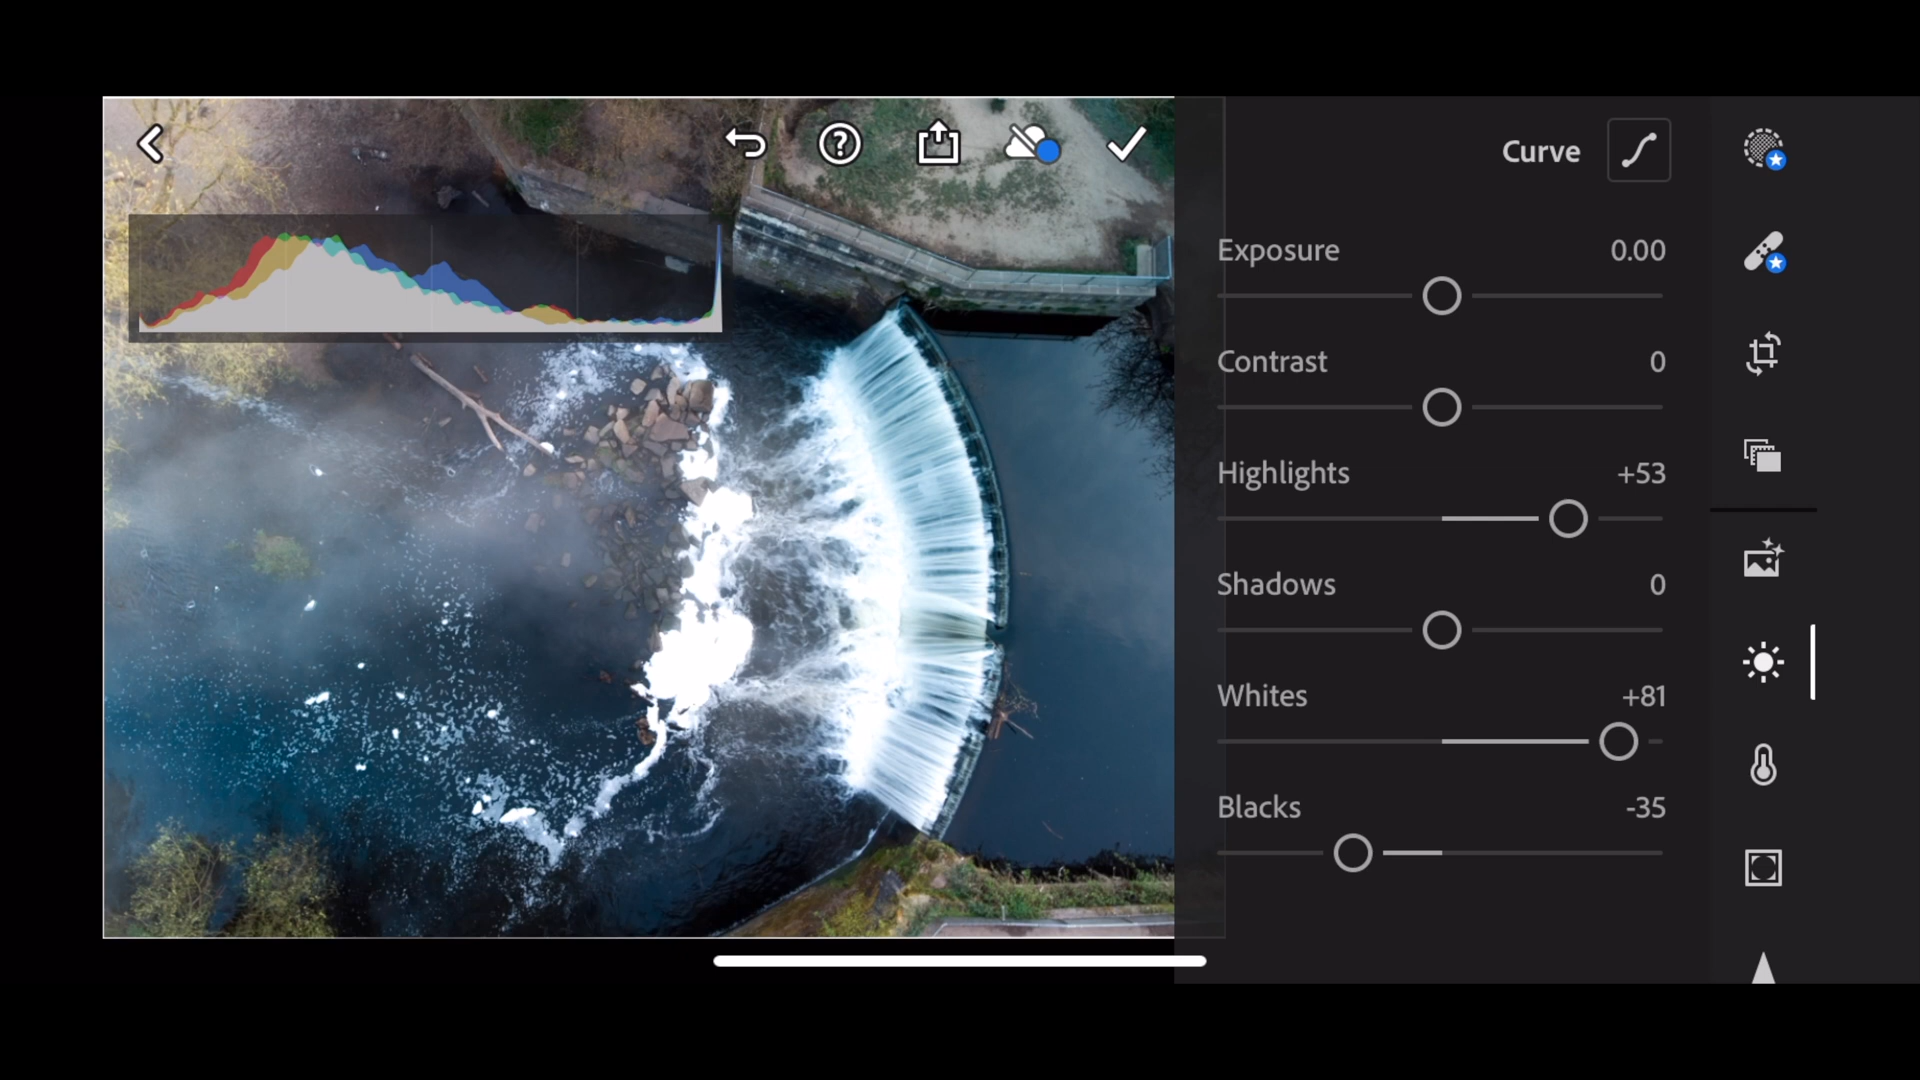 Curve
Exposure 0.00
Contrast 0
Highlights +53
Shadows 0
Whites +81
Blacks -35